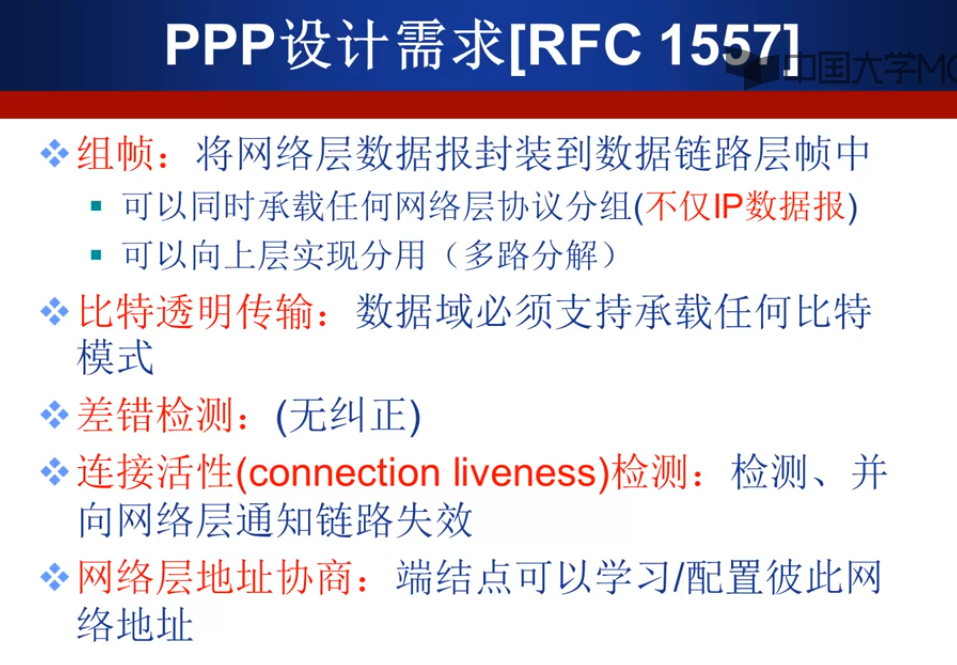 PPP设计需求[RFC 1557]
中国大学MO
组帧：将网络层数据报封装到数据链路层帧中
可以同时承载任何网络层协议分组(不仅IP数据报)
可以向上层实现分用（多路分解）
比特透明传输：数据域必须支持承载任何比特
模式
差错检测：(无纠正)
连接活性(connection liveness)检测：检测、并
向网络层通知链路失效
网络层地址协商：端结点可以学习/配置彼此网
络地址